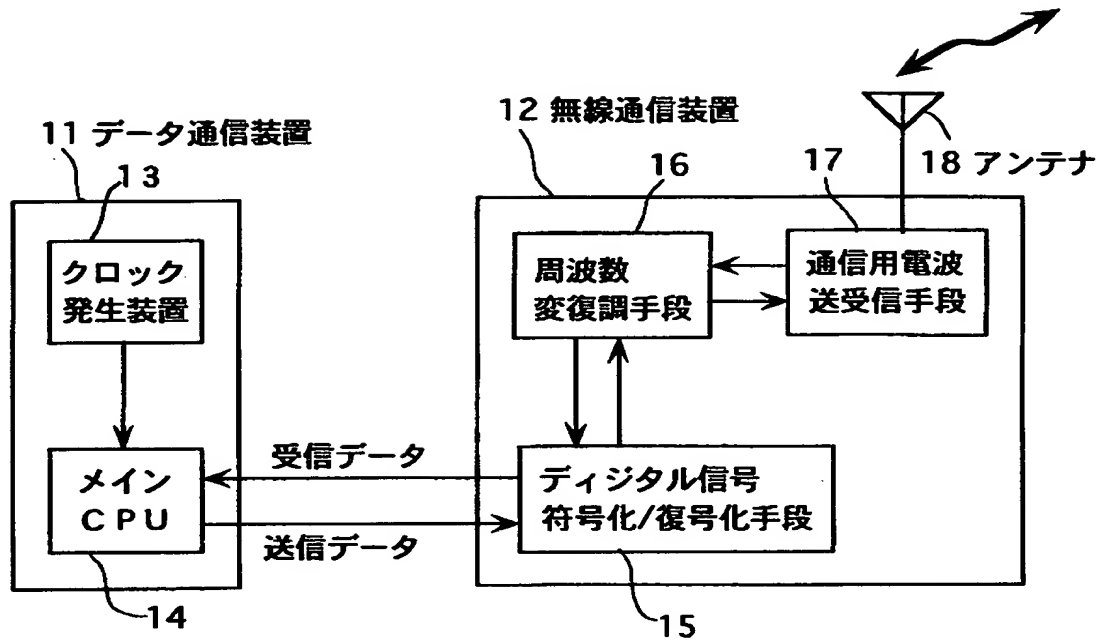 11 データ通信装置
13
クロック
発生装置
メイン
CPU
14
受信データ
送信データ
12 無線通信装置
16
周波数
変復調手段
17
通信用電波
送受信手段
18 アンテナ
ディジタル信号
符号化/復号化手段
15